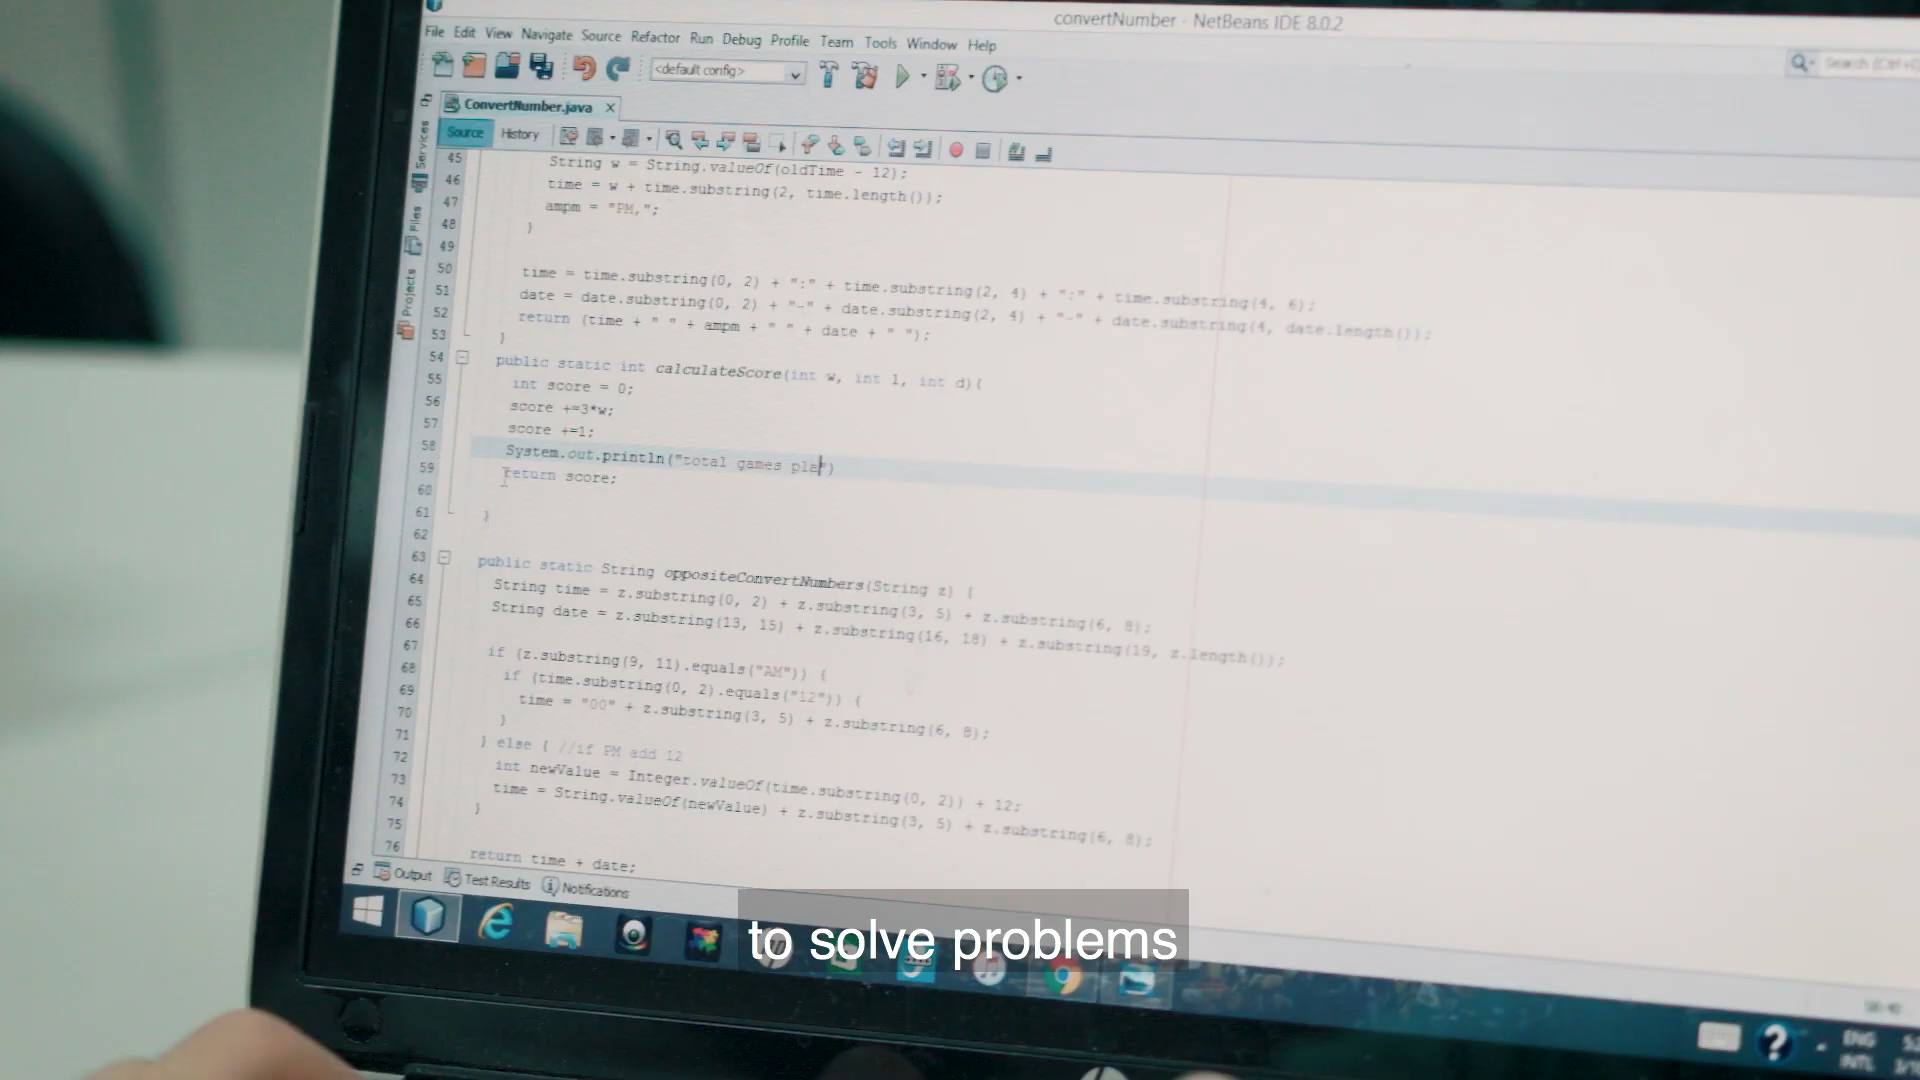 convertNumber - NetBeans IDE 8.0.2
File Edit View Navigate Source Refactor Run Debug Profile Team Tools Window Help
<default config>
Search (Ctrl+
ConvertNumber.java
Source History
Services
Files
Projects
45 String w = String.valueOf(oldTime - 12);
46 time = w + time.substring(2, time.length());
47 ampm = "PM,";
48 }
49
50 time = time.substring(0, 2) + ":" + time.substring(2, 4) + ":" + time.substring(4, 6);
51 date = date.substring(0, 2) + "-" + date.substring(2, 4) + "-" + date.substring(4, date.length());
52 return (time + " " + ampm + " " + date + " ");
53 }
54 public static int calculateScore(int w, int l, int d){
55 int score = 0;
56 score +=3*w;
57 score +=1;
58 System.out.println("total games pla")
59 return score;
60
61 }
62
63 public static String oppositeConvertNumbers(String z) {
64 String time = z.substring(0, 2) + z.substring(3, 5) + z.substring(6, 8);
65 String date = z.substring(13, 15) + z.substring(16, 18) + z.substring(19, z.length());
66
67 if (z.substring(9, 11).equals("AM")) {
68 if (time.substring(0, 2).equals("12")) {
69 time = "00" + z.substring(3, 5) + z.substring(6, 8);
70 }
71 } else { //if PM add 12
72 int newValue = Integer.valueOf(time.substring(0, 2)) + 12;
73 time = String.valueOf(newValue) + z.substring(3, 5) + z.substring(6, 8);
74 }
75
76 return time + date;
Output Test Results Notifications
to solve problems
ENG
INTL